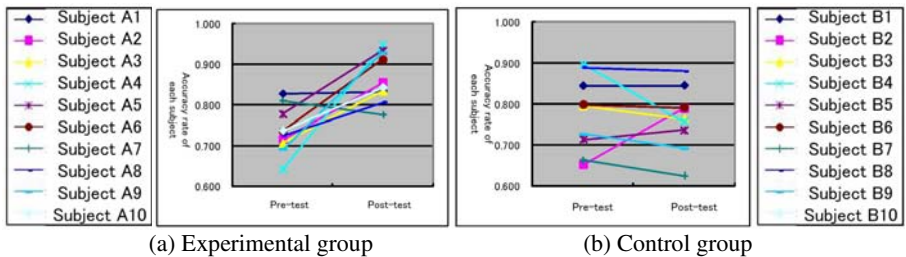 Subject A1
Subject A2
Subject A3
Subject A4
Subject A5
Subject A6
Subject A7
Subject A8
Subject A9
Subject A10
Accuracy rate of
each subject
1.000
0.900
0.800
0.700
0.600
Pre-test Post-test
(a) Experimental group
Accuracy rate of
each subject
1.000
0.900
0.800
0.700
0.600
Pre-test Post-test
(b) Control group
Subject B1
Subject B2
Subject B3
Subject B4
Subject B5
Subject B6
Subject B7
Subject B8
Subject B9
Subject B10